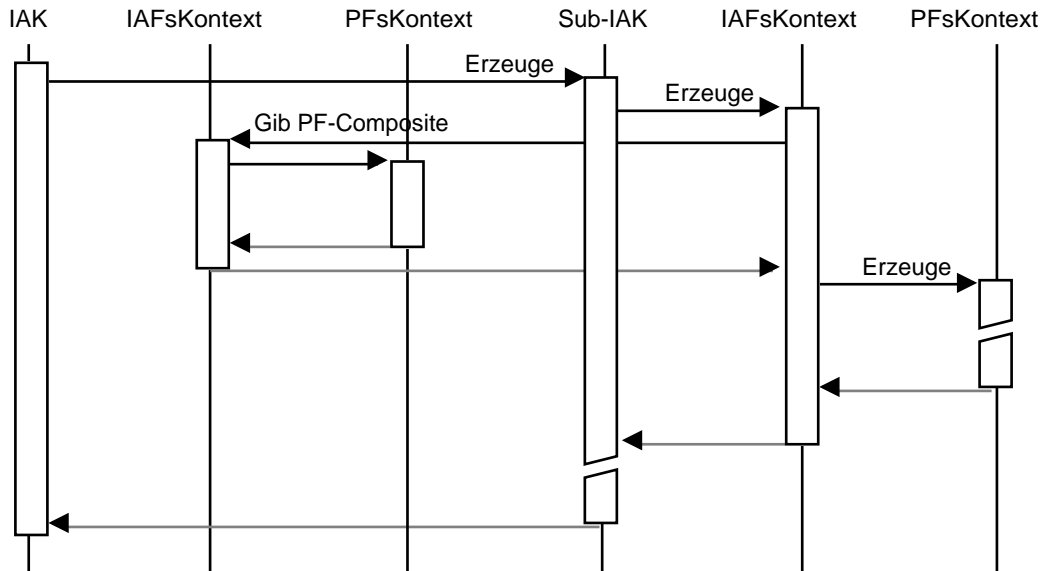 IAK
IAFsKontext
PFsKontext
Sub-IAK
IAFsKontext
PFsKontext
Erzeuge
Erzeuge
Gib PF-Composite
Erzeuge